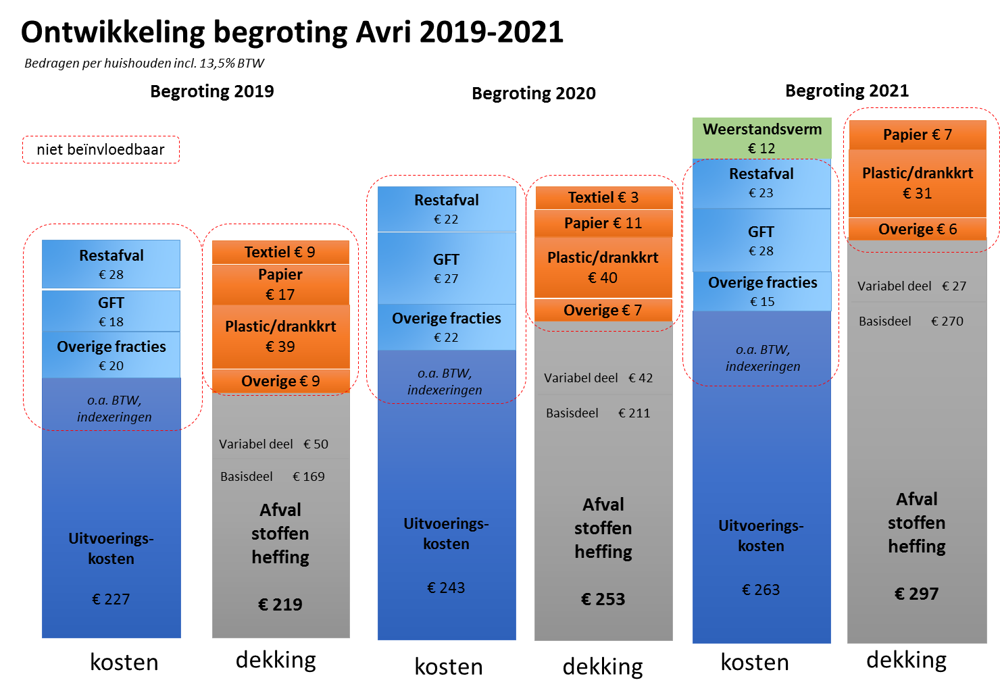 Ontwikkeling begroting Avri 2019-2021
Bedragen per huishouden incl. 13,5% BTW
niet beïnvloedbaar
Begroting 2019
Restafval
€ 28
GFT
€ 18
Overige fracties
€ 20
o.a. BTW,
indexeringen
Uitvoerings-
kosten
€ 227
kosten
Textiel € 9
Papier
€ 17
Plastic/drankkrt
€ 39
Overige € 9
Variabel deel € 50
Basisdeel € 169
Afval
stoffen
heffing
€ 219
dekking
Begroting 2020
Restafval
€ 22
GFT
€ 27
Overige fracties
€ 22
o.a. BTW,
indexeringen
Uitvoerings-
kosten
€ 243
kosten
Textiel € 3
Papier € 11
Plastic/drankkrt
€ 40
Overige € 7
Variabel deel € 42
Basisdeel € 211
Afval
stoffen
heffing
€ 253
dekking
Begroting 2021
Weerstandsverm
€ 12
Restafval
€ 23
GFT
€ 28
Overige fracties
€ 15
o.a. BTW,
indexeringen
Uitvoerings-
kosten
€ 263
kosten
Papier € 7
Plastic/drankkrt
€ 31
Overige € 6
Variabel deel € 27
Basisdeel € 270
Afval
stoffen
heffing
€ 297
dekking